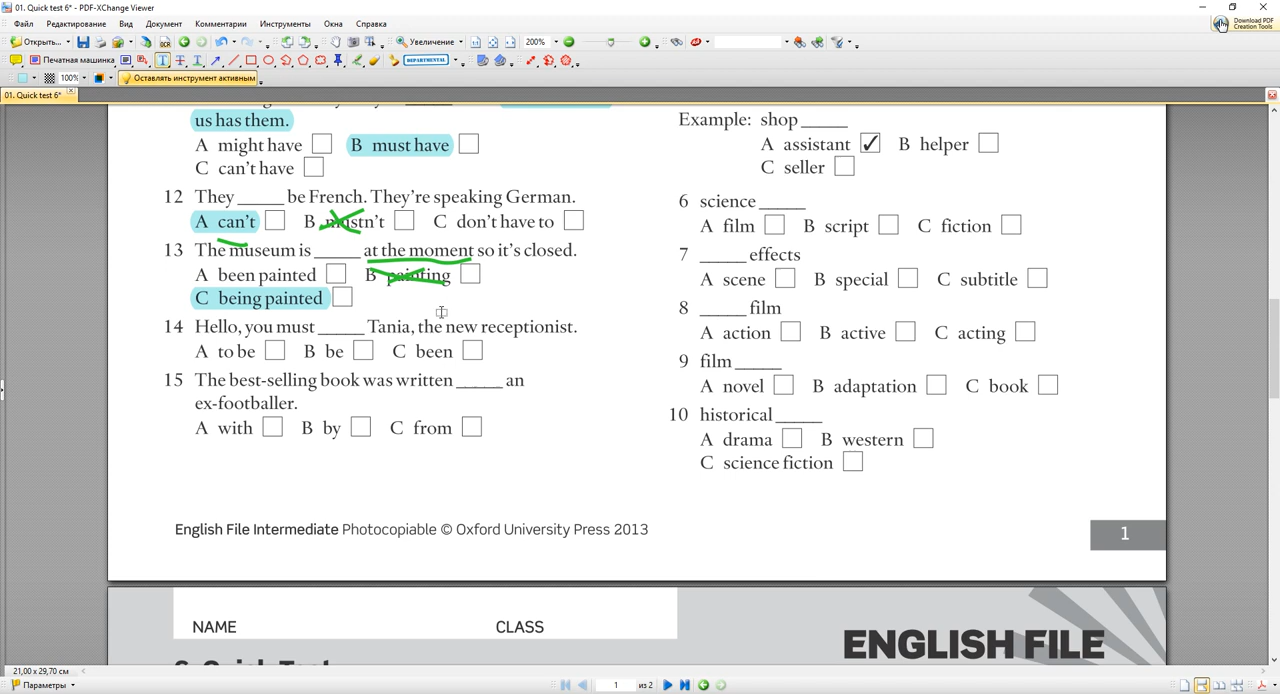 01. Quick test 6* - PDF-XChange Viewer
Файл Редактирование Вид Документ Комментарии Инструменты Окна Справка
Download PDF
Creation Tools
Открыть... OCR Увеличение 200%
Печатная машинка DEPARTMENTAL
100% Оставлять инструмент активным
01. Quick test 6*
us has them.
A might have B must have
C can't have
12 They _____ be French. They're speaking German.
A can't B mustn't C don't have to
13 The museum is _____ at the moment so it's closed.
A been painted B painting
C being painted
14 Hello, you must _____ Tania, the new receptionist.
A to be B be C been
15 The best-selling book was written _____ an
ex-footballer.
A with B by C from
Example: shop _____
A assistant ✓ B helper
C seller
6 science _____
A film B script C fiction
7 _____ effects
A scene B special C subtitle
8 _____ film
A action B active C acting
9 film _____
A novel B adaptation C book
10 historical _____
A drama B western
C science fiction
English File Intermediate Photocopiable © Oxford University Press 2013
1
NAME CLASS
ENGLISH FILE
21,00 x 29,70 см
Параметры 1 из 2